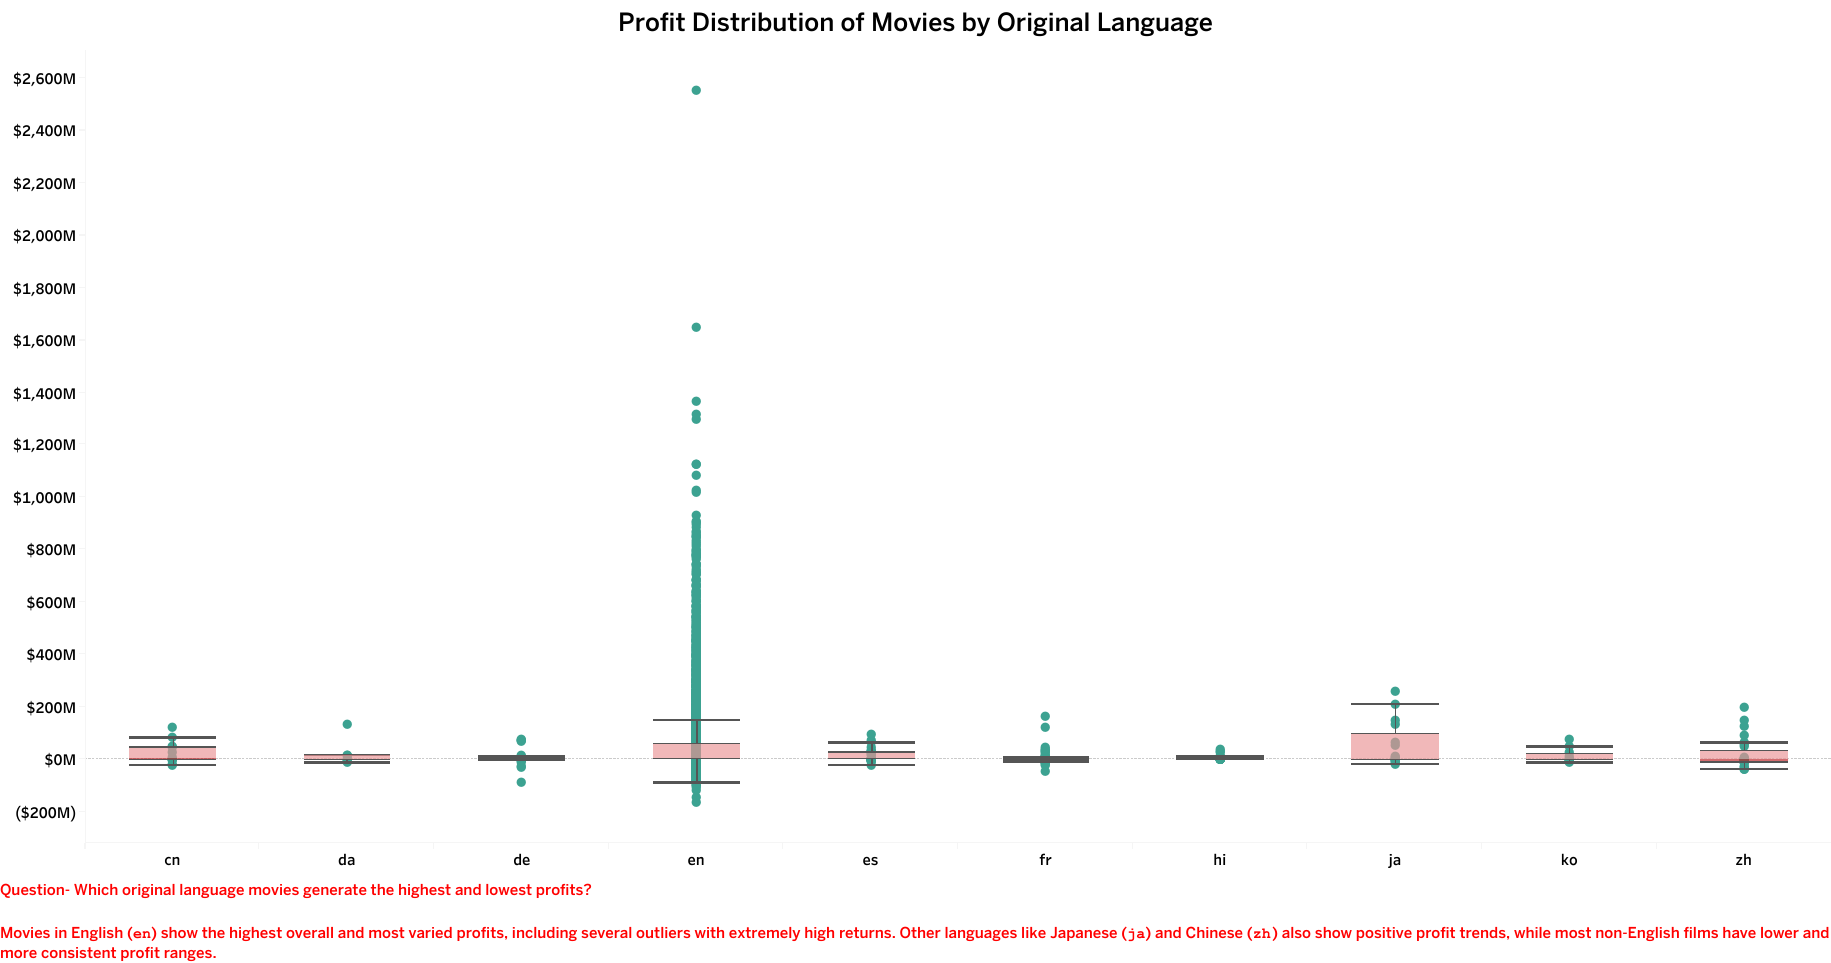 Profit Distribution of Movies by Original Language
$2,600M
$2,400M
$2,200M
$2,000M
$1,800M
$1,600M
$1,400M
$1,200M
$1,000M
$800M
$600M
$400M
$200M
$0M
($200M)
cn da de en es fr hi ja ko zh
Question- Which original language movies generate the highest and lowest profits?
Movies in English (en) show the highest overall and most varied profits, including several outliers with extremely high returns. Other languages like Japanese (ja) and Chinese (zh) also show positive profit trends, while most non-English films have lower and
more consistent profit ranges.